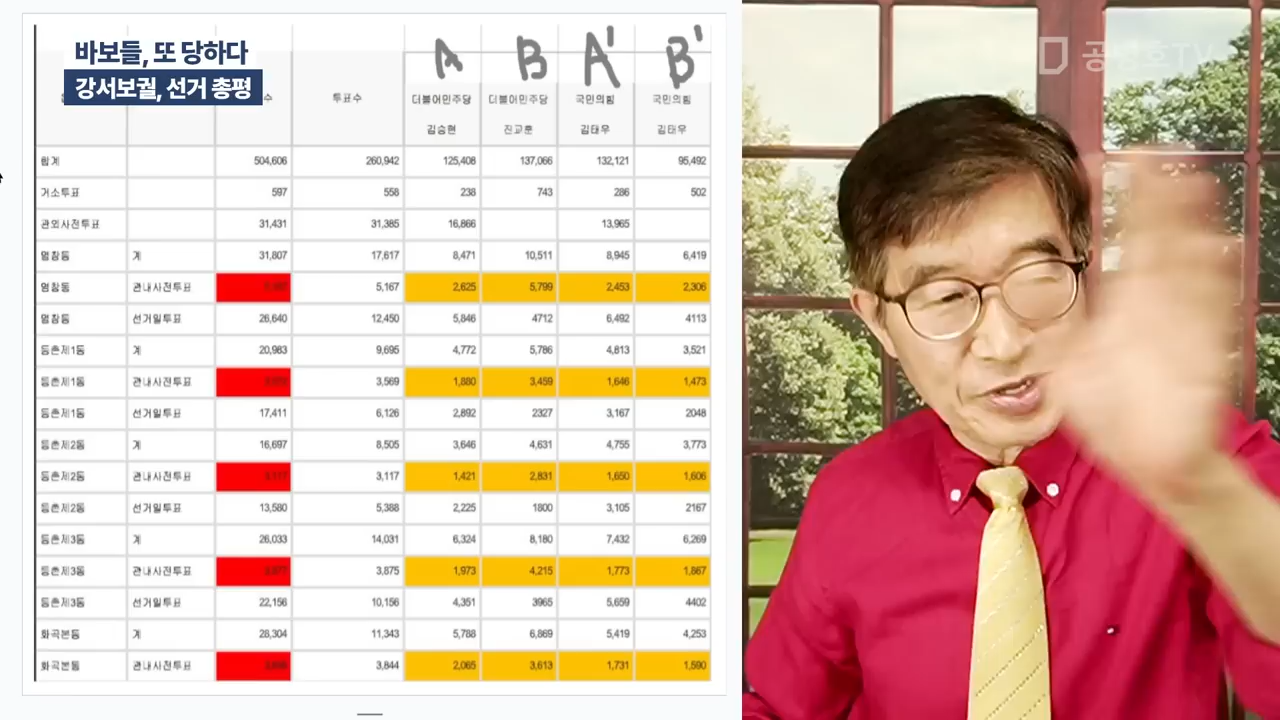 바보들, 또 당하다
강서보궐, 선거 총평
공병호TV
A B A' B'
수 투표수 더불어민주당 더불어민주당 국민의힘 국민의힘
김승현 진교훈 김태우 김태우
합계 504,606 260,942 125,408 137,066 132,121 95,492
거소투표 597 558 238 743 286 502
관외사전투표 31,431 31,385 16,866 13,965
염창동 계 31,807 17,617 8,471 10,511 8,945 6,419
염창동 관내사전투표 5,167 2,625 5,799 2,453 2,306
염창동 선거일투표 26,640 12,450 5,846 4712 6,492 4113
등촌제1동 계 20,983 9,695 4,772 5,786 4,813 3,521
등촌제1동 관내사전투표 3,569 1,880 3,459 1,646 1,473
등촌제1동 선거일투표 17,411 6,126 2,892 2327 3,167 2048
등촌제2동 계 16,697 8,505 3,646 4,631 4,755 3,773
등촌제2동 관내사전투표 3,117 1,421 2,831 1,650 1,606
등촌제2동 선거일투표 13,580 5,388 2,225 1800 3,105 2167
등촌제3동 계 26,033 14,031 6,324 8,180 7,432 6,269
등촌제3동 관내사전투표 3,875 1,973 4,215 1,773 1,867
등촌제3동 선거일투표 22,156 10,156 4,351 3965 5,659 4402
화곡본동 계 28,304 11,343 5,788 6,869 5,419 4,253
화곡본동 관내사전투표 3,844 2,065 3,613 1,731 1,590